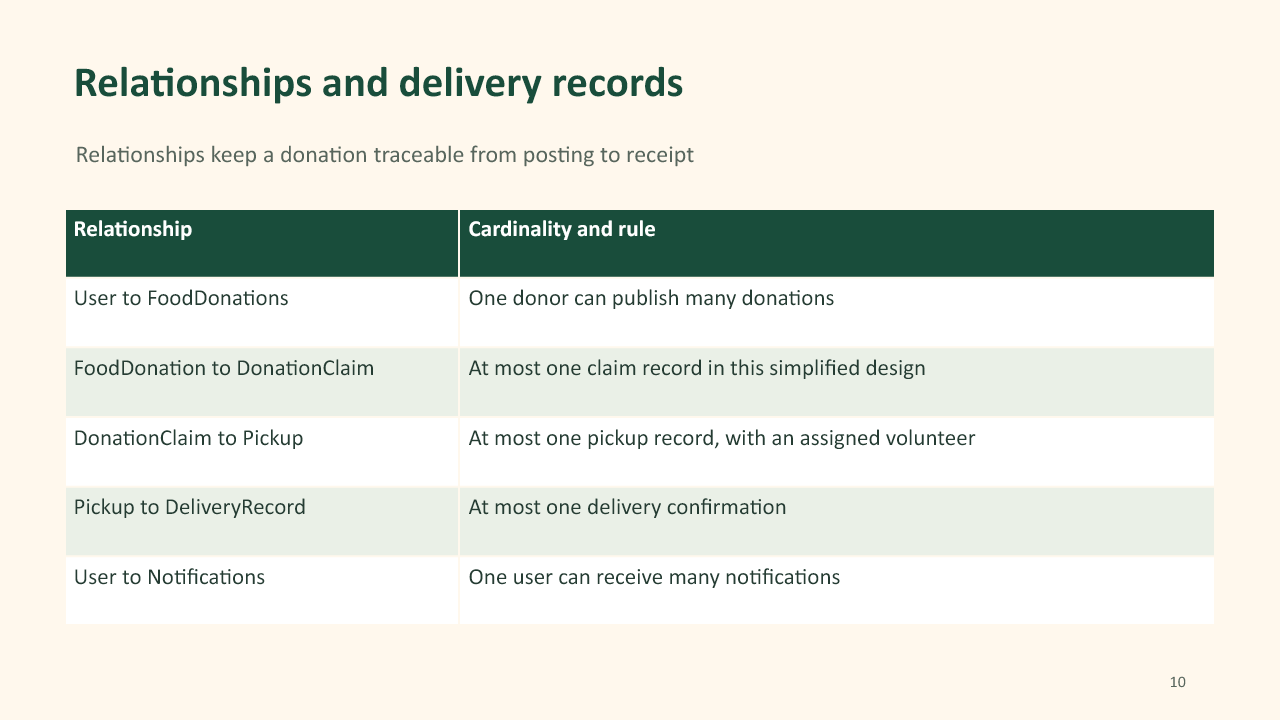 Relationships and delivery records
Relationships keep a donation traceable from posting to receipt
Relationship
Cardinality and rule
User to FoodDonations
One donor can publish many donations
FoodDonation to DonationClaim
At most one claim record in this simplified design
DonationClaim to Pickup
At most one pickup record, with an assigned volunteer
Pickup to DeliveryRecord
At most one delivery confirmation
User to Notifications
One user can receive many notifications
10